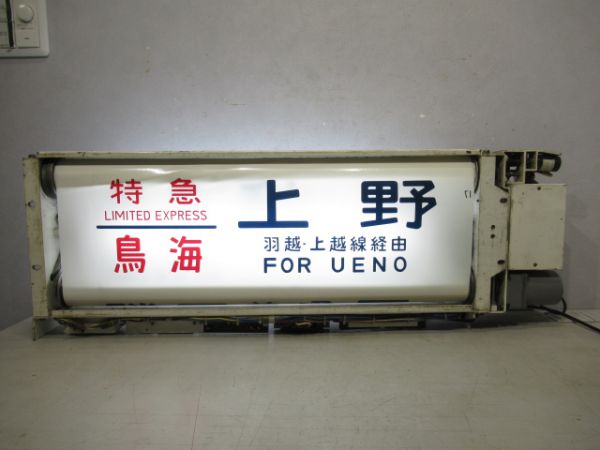 特急
LIMITED EXPRESS
鳥海
上野
羽越・上越線経由
FOR UENO